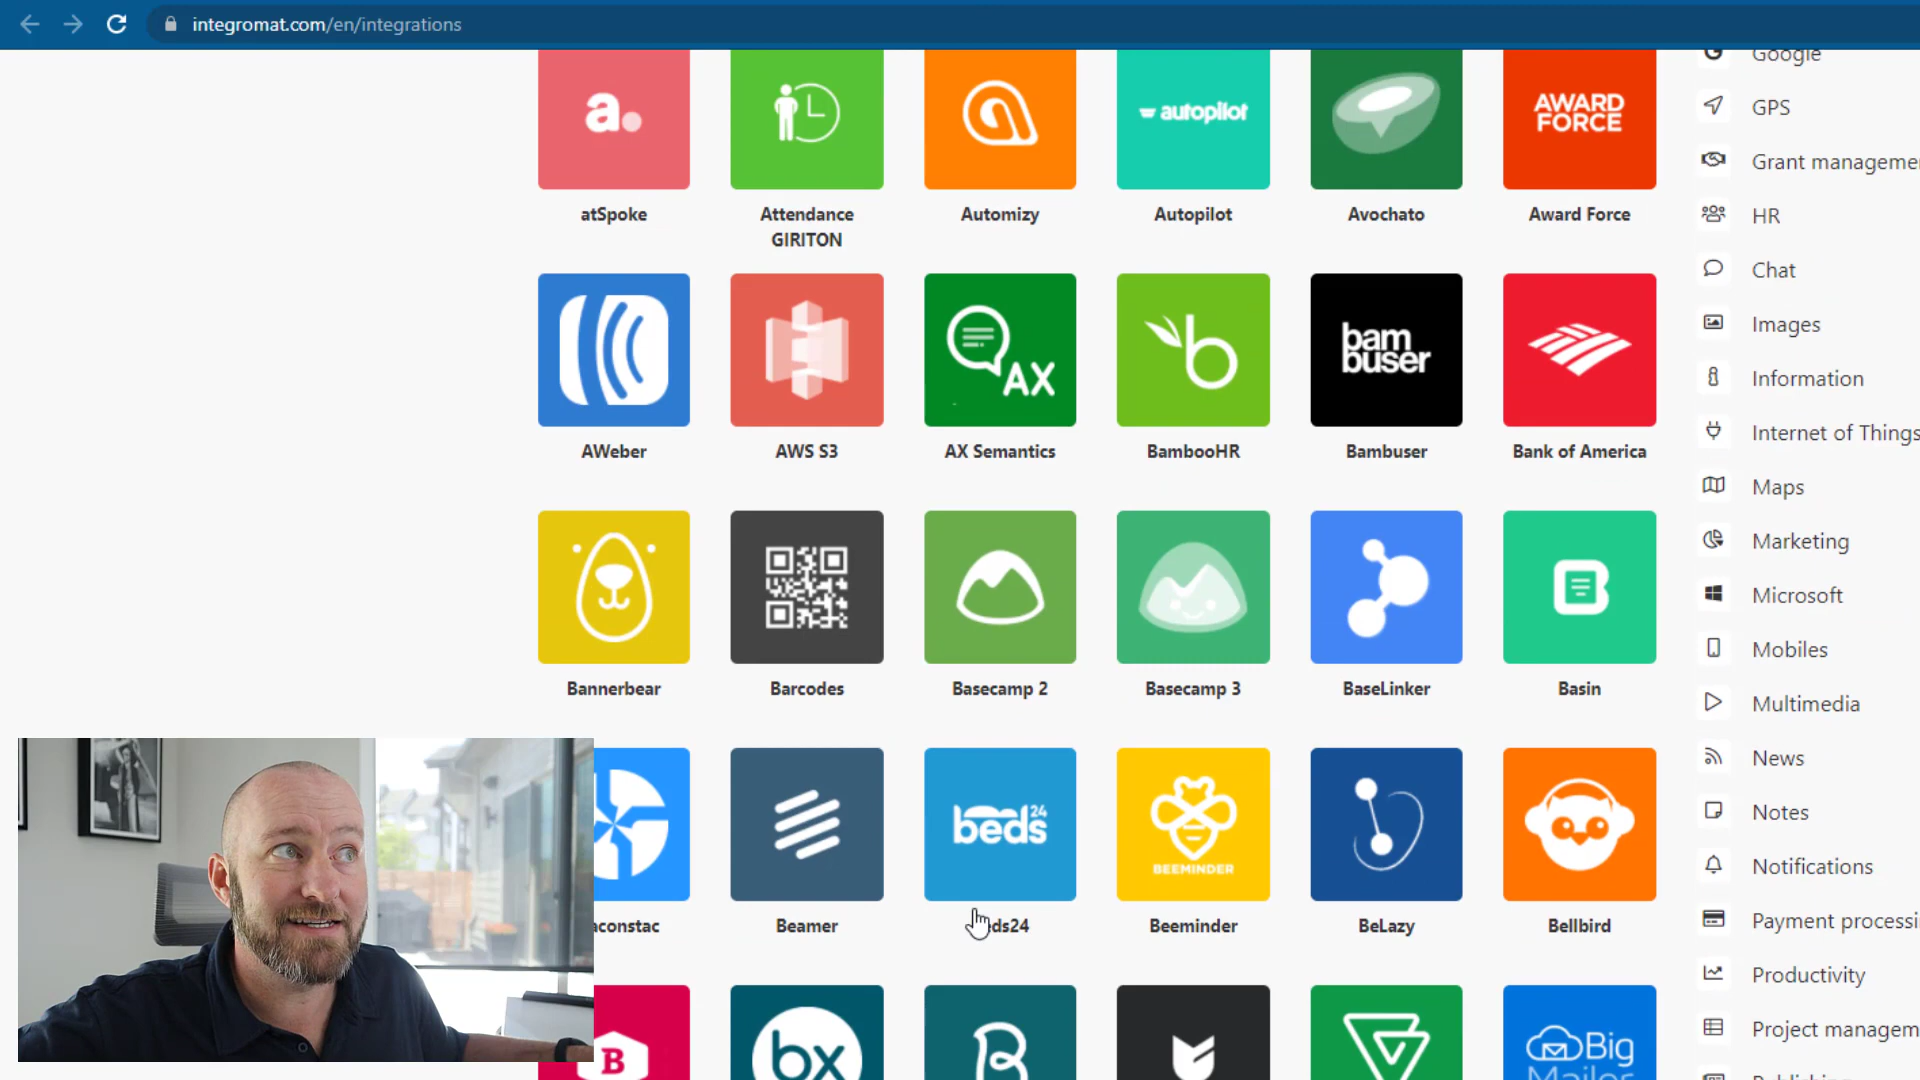 integromat.com/en/integrations
a.
autopilot
AWARD
FORCE
atSpoke
Attendance
GIRITON
Automizy
Autopilot
Avochato
Award Force
AX
b
bam
buser
AWeber
AWS S3
AX Semantics
BambooHR
Bambuser
Bank of America
B
Bannerbear
Barcodes
Basecamp 2
Basecamp 3
BaseLinker
Basin
beds24
BEEMINDER
aconstac
Beamer
ds24
Beeminder
BeLazy
Bellbird
B
bx
B
Big
Mailer
Google
GPS
Grant manageme
HR
Chat
Images
Information
Internet of Things
Maps
Marketing
Microsoft
Mobiles
Multimedia
News
Notes
Notifications
Payment processi
Productivity
Project managem